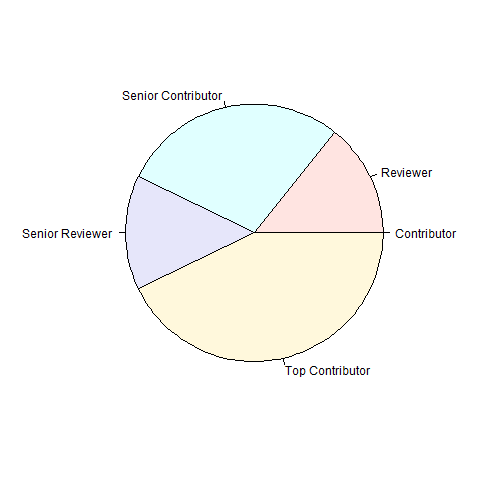 Senior Contributor
Reviewer
Senior Reviewer
Contributor
Top Contributor